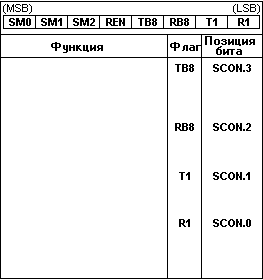 (MSB) (LSB)
SM0 SM1 SM2 REN TB8 RB8 T1 R1
Функция Флаг Позиция бита
TB8 SCON.3
RB8 SCON.2
T1 SCON.1
R1 SCON.0